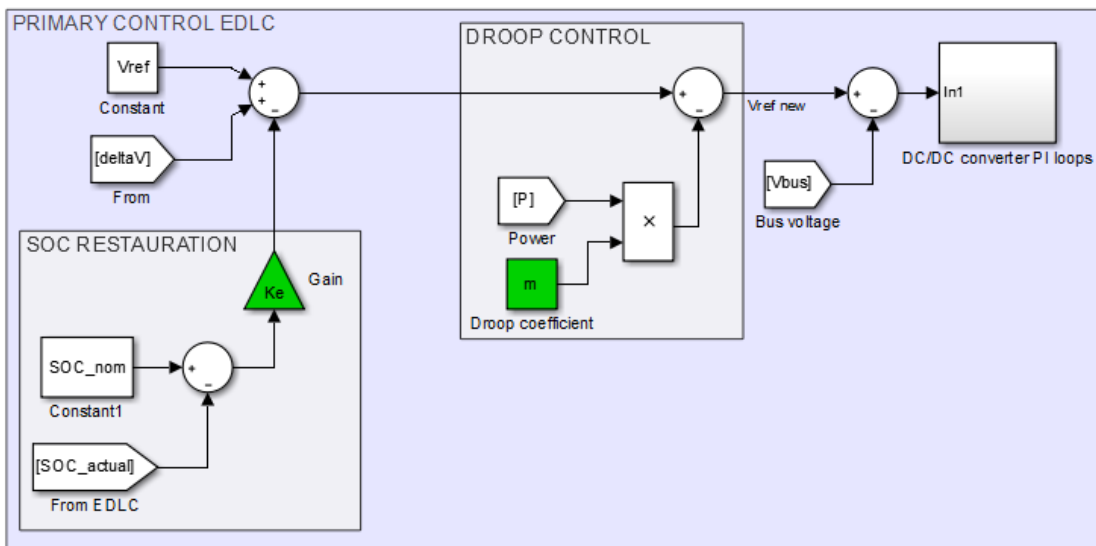 PRIMARY CONTROL EDLC
Vref
Constant
[deltaV]
From
+
+
−
SOC RESTAURATION
Ke
Gain
SOC_nom
Constant1
+
−
[SOC_actual]
From EDLC
DROOP CONTROL
+
−
[P]
Power
×
m
Droop coefficient
Vref new
+
−
[Vbus]
Bus voltage
In1
DC/DC converter PI loops